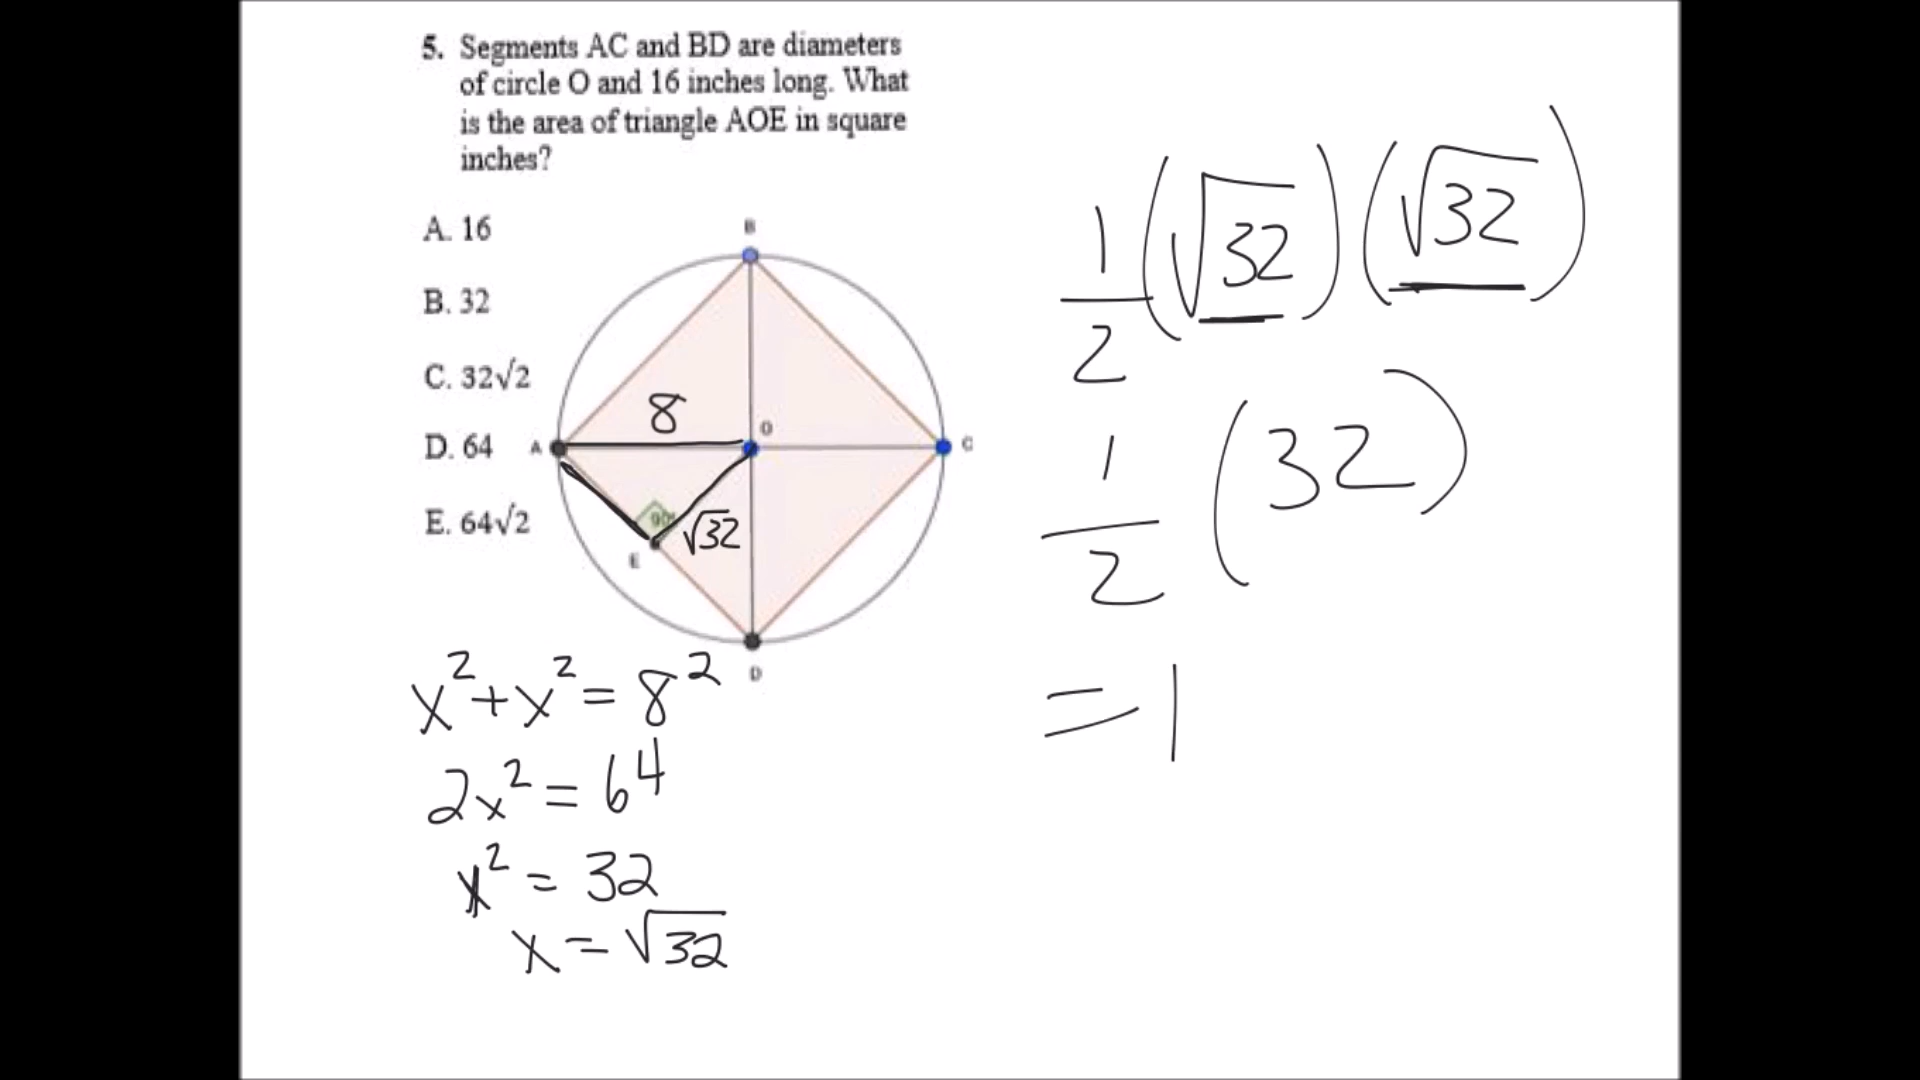 5. Segments AC and BD are diameters
of circle O and 16 inches long. What
is the area of triangle AOE in square
inches?
A. 16
B. 32
C. 32√2
D. 64
E. 64√2
B
8
O
A
C
90°
√32
E
D
x² + x² = 8²
2x² = 64
x² = 32
x = √32
1/2 (√32)(√32)
1/2 (32)
= 1